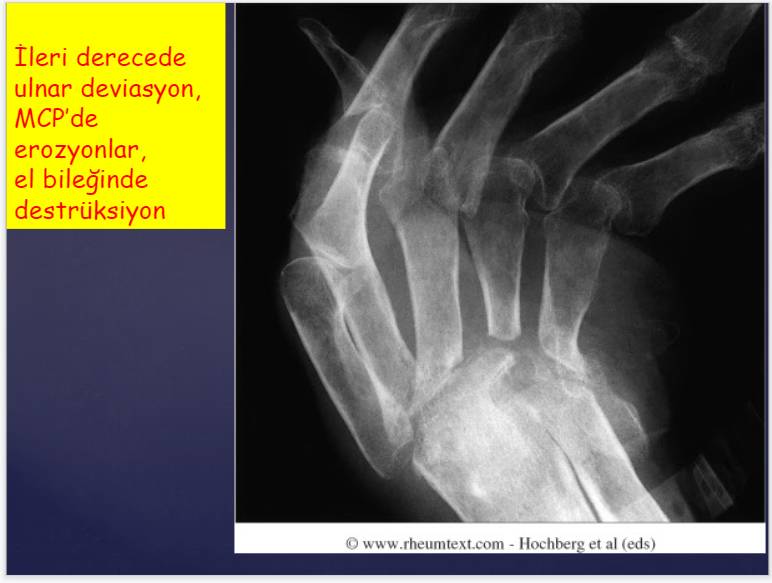 İleri derecede
ulnar deviasyon,
MCP'de
erozyonlar,
el bileğinde
destrüksiyon
© www.rheumtext.com - Hochberg et al (eds)